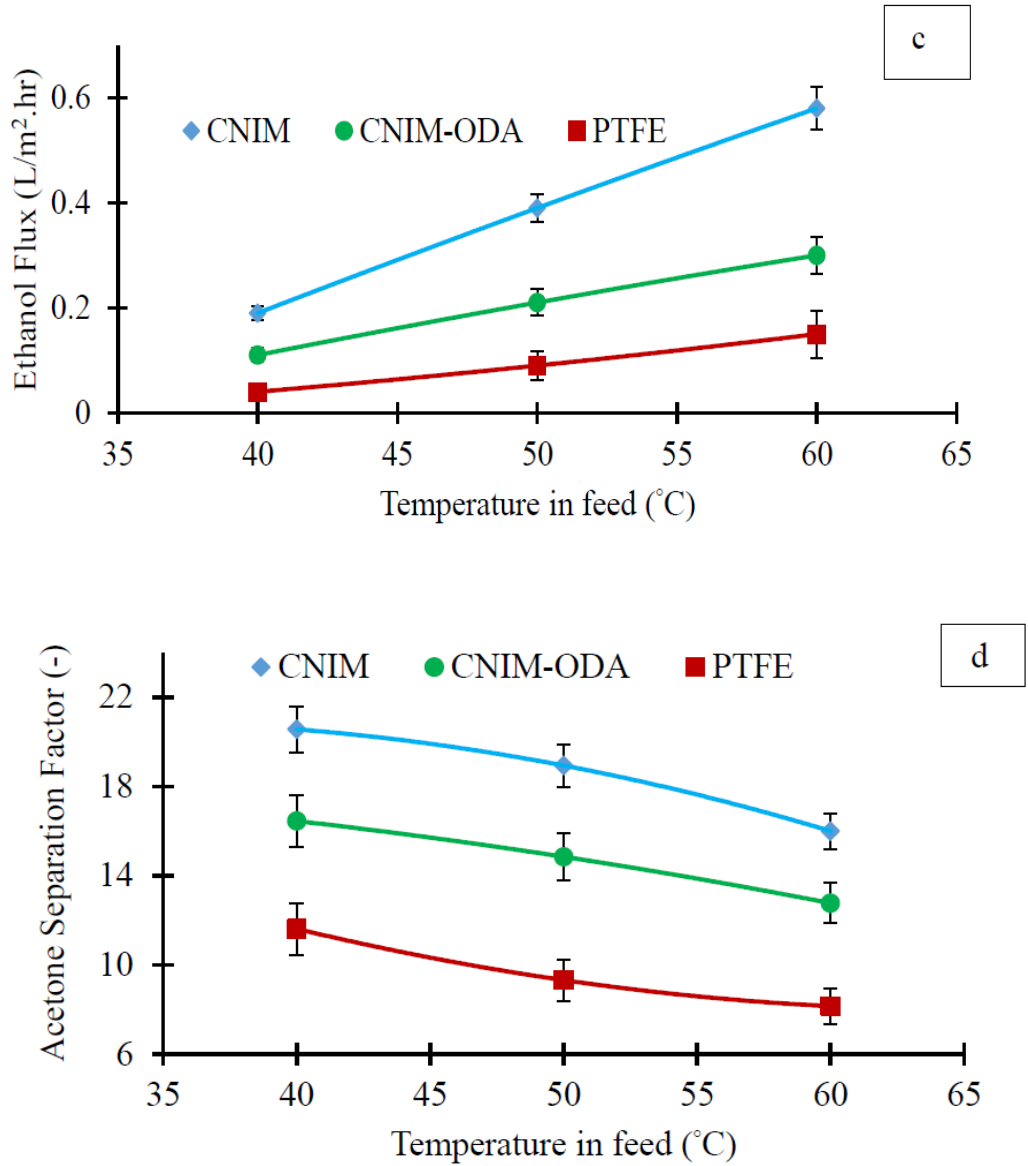 c
Ethanol Flux (L/m².hr)
0.6
0.4
0.2
0
CNIM CNIM-ODA PTFE
35 40 45 50 55 60 65
Temperature in feed (°C)
d
Acetone Separation Factor (-)
CNIM CNIM-ODA PTFE
22
18
14
10
6
35 40 45 50 55 60 65
Temperature in feed (°C)